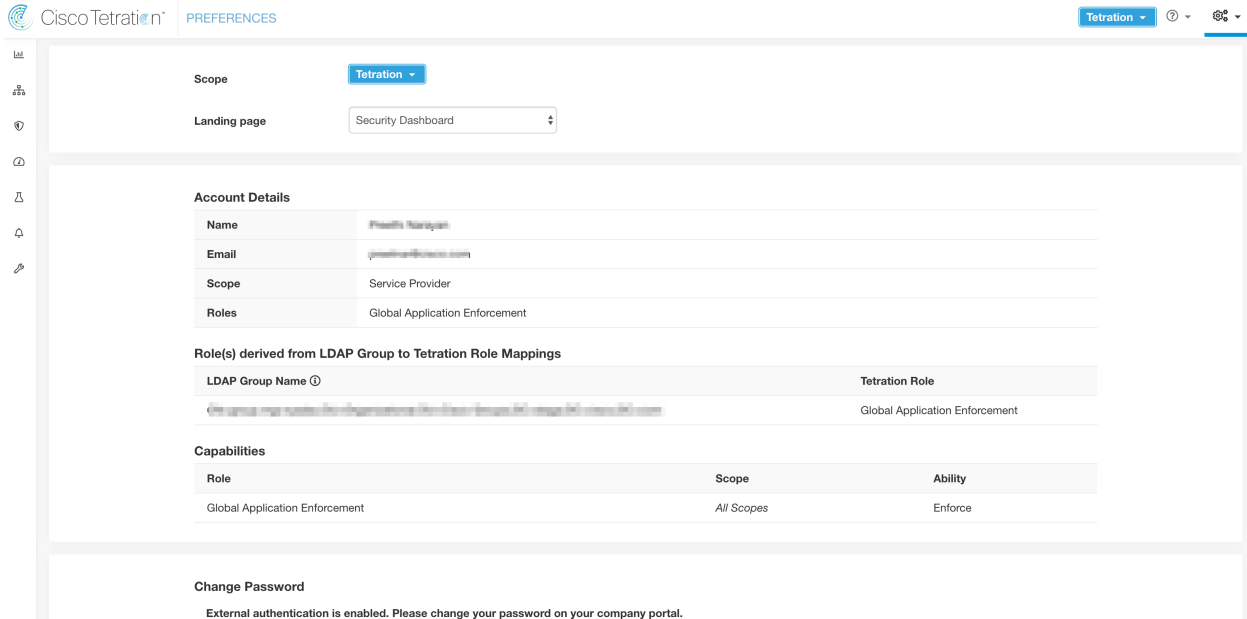 Cisco Tetration™ PREFERENCES Tetration
Scope Tetration
Landing page Security Dashboard
Account Details
Name
Email
Scope Service Provider
Roles Global Application Enforcement
Role(s) derived from LDAP Group to Tetration Role Mappings
LDAP Group Name Tetration Role
Global Application Enforcement
Capabilities
Role Scope Ability
Global Application Enforcement All Scopes Enforce
Change Password
External authentication is enabled. Please change your password on your company portal.